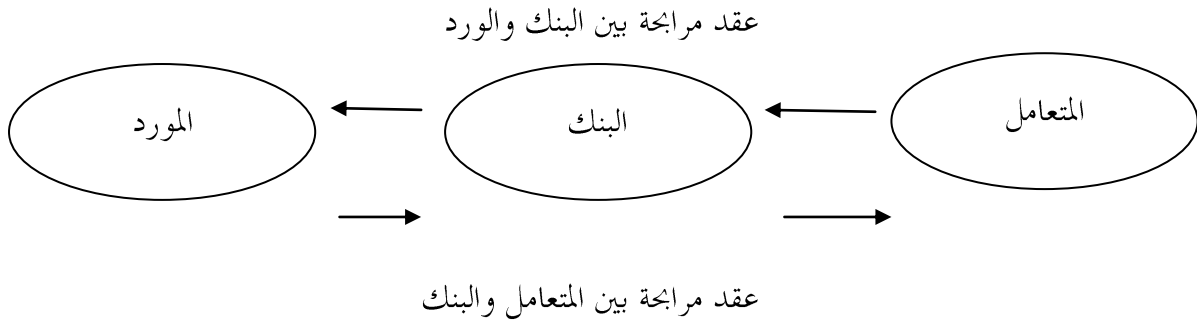 عقد مرابحة بين البنك والورد
المتعامل
البنك
المورد
عقد مرابحة بين المتعامل والبنك